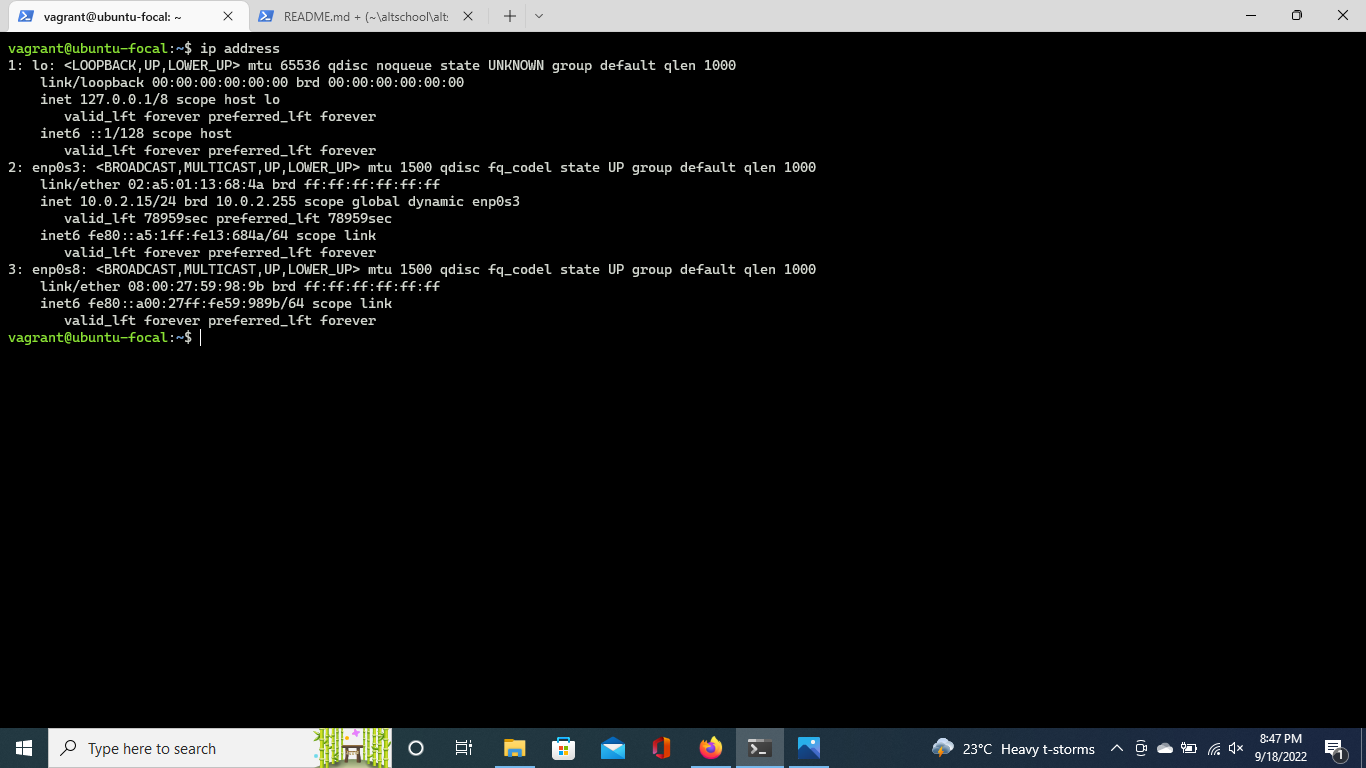 vagrant@ubuntu-focal: ~
README.md + (~\altschool\alt
vagrant@ubuntu-focal:~$ ip address
1: lo: <LOOPBACK,UP,LOWER_UP> mtu 65536 qdisc noqueue state UNKNOWN group default qlen 1000
    link/loopback 00:00:00:00:00:00 brd 00:00:00:00:00:00
    inet 127.0.0.1/8 scope host lo
       valid_lft forever preferred_lft forever
    inet6 ::1/128 scope host
       valid_lft forever preferred_lft forever
2: enp0s3: <BROADCAST,MULTICAST,UP,LOWER_UP> mtu 1500 qdisc fq_codel state UP group default qlen 1000
    link/ether 02:a5:01:13:68:4a brd ff:ff:ff:ff:ff:ff
    inet 10.0.2.15/24 brd 10.0.2.255 scope global dynamic enp0s3
       valid_lft 78959sec preferred_lft 78959sec
    inet6 fe80::a5:1ff:fe13:684a/64 scope link
       valid_lft forever preferred_lft forever
3: enp0s8: <BROADCAST,MULTICAST,UP,LOWER_UP> mtu 1500 qdisc fq_codel state UP group default qlen 1000
    link/ether 08:00:27:59:98:9b brd ff:ff:ff:ff:ff:ff
    inet6 fe80::a00:27ff:fe59:989b/64 scope link
       valid_lft forever preferred_lft forever
vagrant@ubuntu-focal:~$
Type here to search
23°C Heavy t-storms
8:47 PM
9/18/2022
1